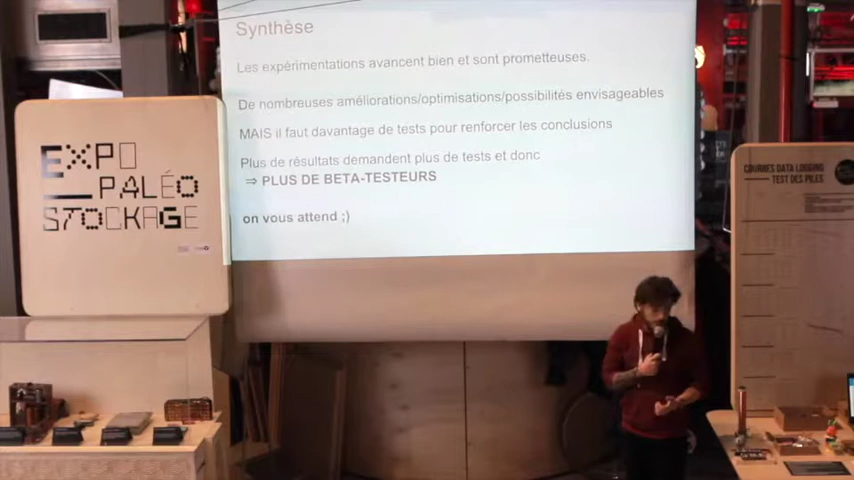 Synthèse
Les expérimentations avancent bien et sont prometteuses.
De nombreuses améliorations/optimisations/possibilités envisageables
MAIS il faut davantage de tests pour renforcer les conclusions
Plus de résultats demandent plus de tests et donc
⇒ PLUS DE BETA-TESTEURS
on vous attend ;)
EXPO
PALÉO
STOCKAGE
COURBES DATA LOGGING
TEST DES PILES